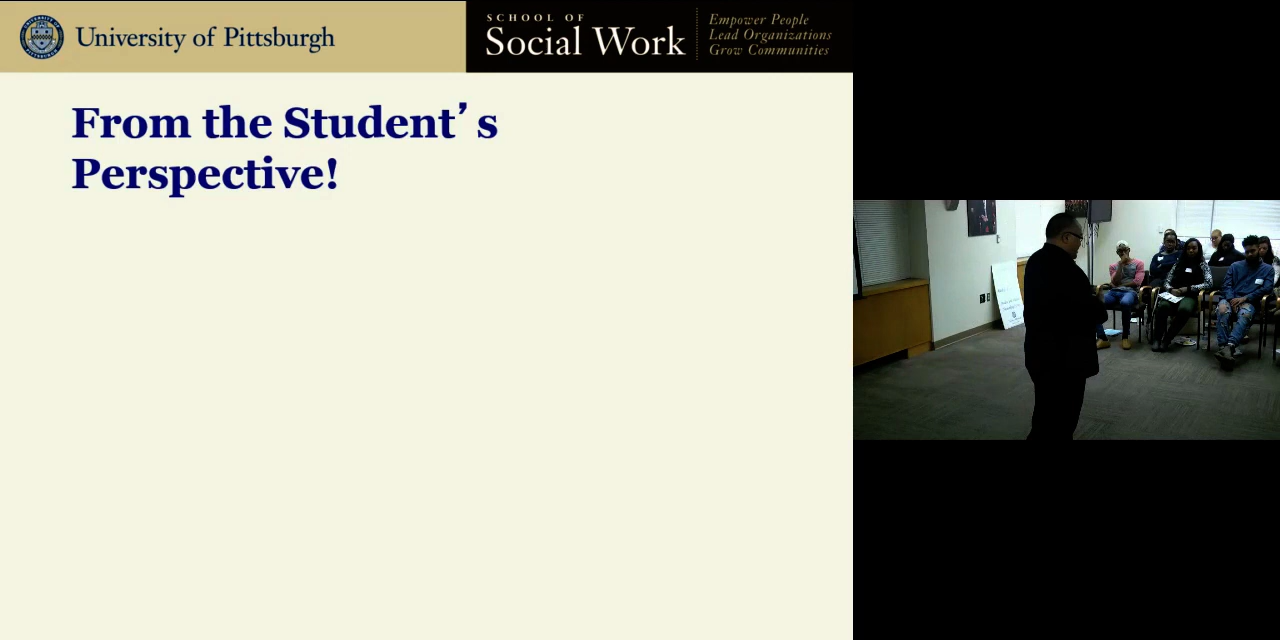 University of Pittsburgh
SCHOOL OF
Social Work
Empower People
Lead Organizations
Grow Communities
From the Student’s
Perspective!